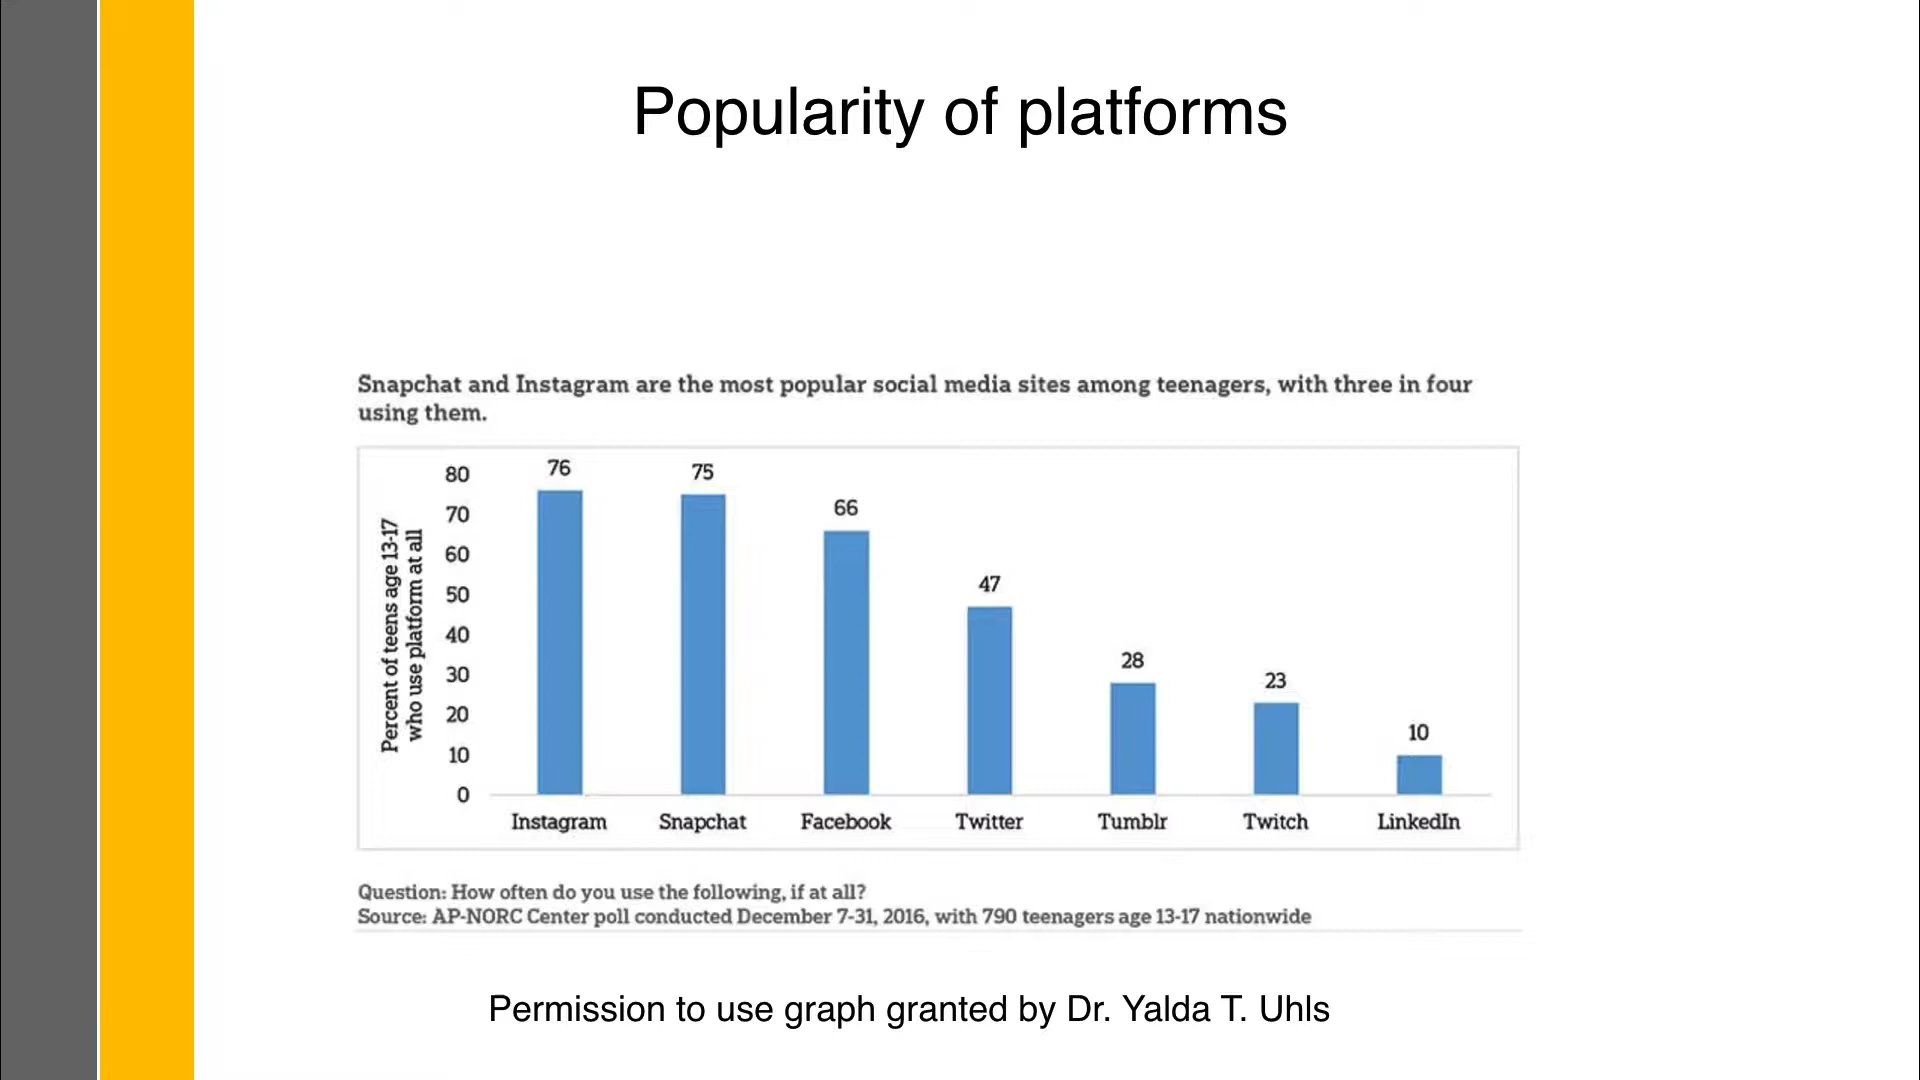 Popularity of platforms
Snapchat and Instagram are the most popular social media sites among teenagers, with three in four
using them.
Percent of teens age 13-17
who use platform at all
80
70
60
50
40
30
20
10
0
76
75
66
47
28
23
10
Instagram
Snapchat
Facebook
Twitter
Tumblr
Twitch
LinkedIn
Question: How often do you use the following, if at all?
Source: AP-NORC Center poll conducted December 7-31, 2016, with 790 teenagers age 13-17 nationwide
Permission to use graph granted by Dr. Yalda T. Uhls